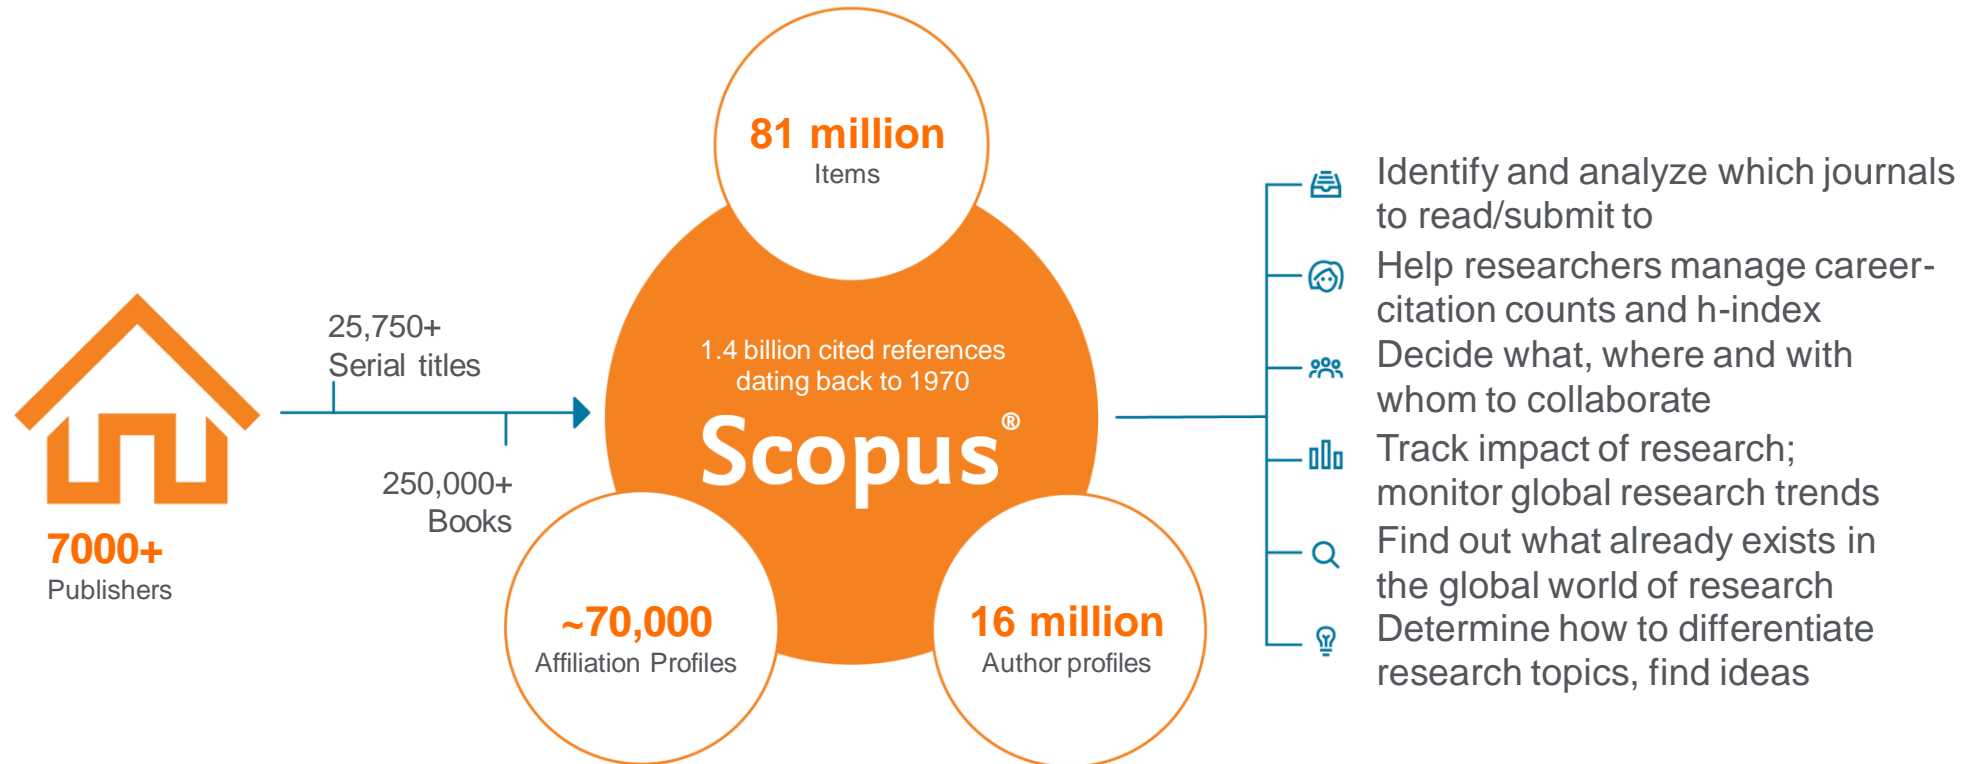 7000+
Publishers
25,750+
Serial titles
250,000+
Books
81 million
Items
1.4 billion cited references
dating back to 1970
Scopus®
~70,000
Affiliation Profiles
16 million
Author profiles
Identify and analyze which journals
to read/submit to
Help researchers manage career-
citation counts and h-index
Decide what, where and with
whom to collaborate
Track impact of research;
monitor global research trends
Find out what already exists in
the global world of research
Determine how to differentiate
research topics, find ideas